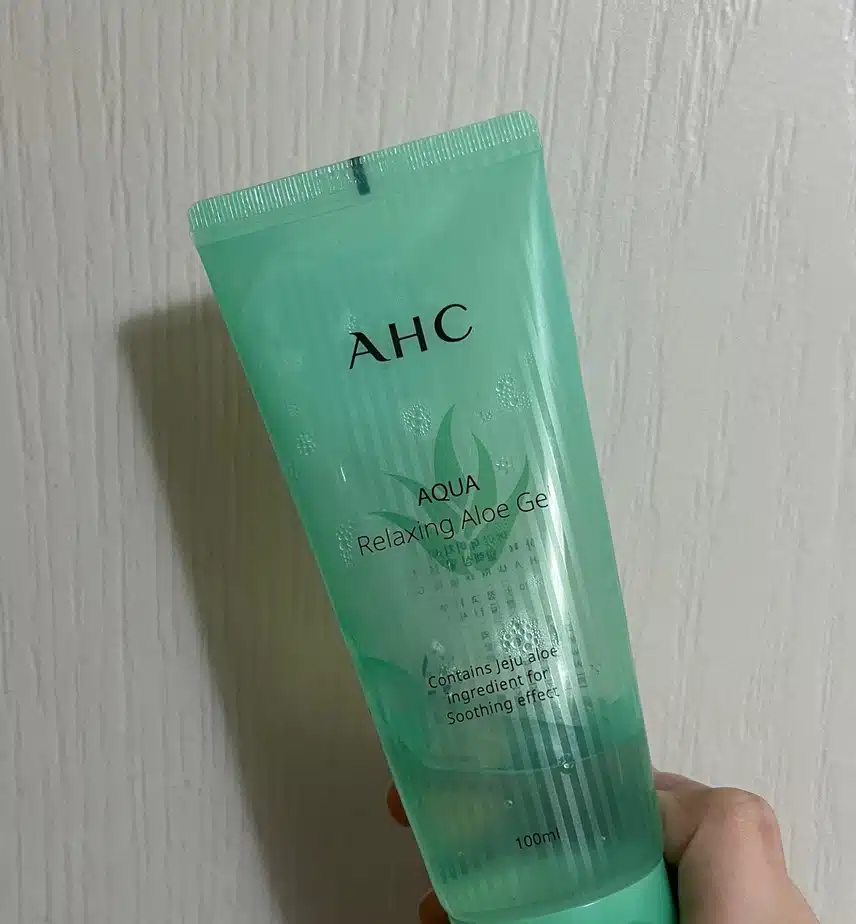 AHC
AQUA
Relaxing Aloe Gel
Contains Jeju aloe
ingredient for
Soothing effect
100ml